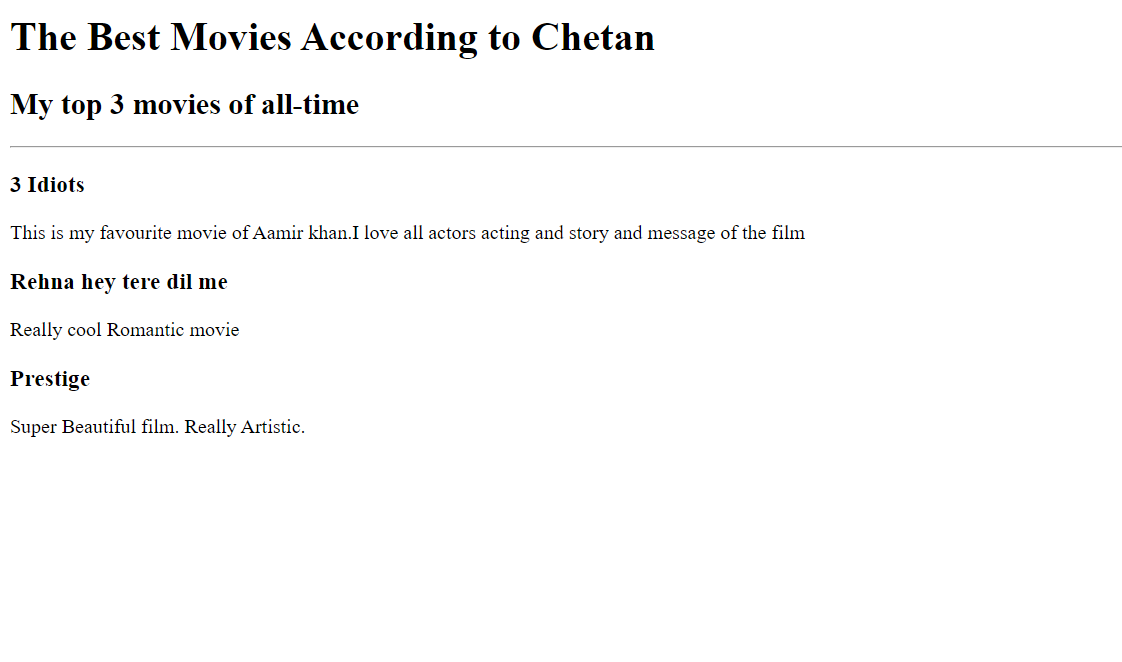 The Best Movies According to Chetan
My top 3 movies of all-time
3 Idiots
This is my favourite movie of Aamir khan.I love all actors acting and story and message of the film
Rehna hey tere dil me
Really cool Romantic movie
Prestige
Super Beautiful film. Really Artistic.